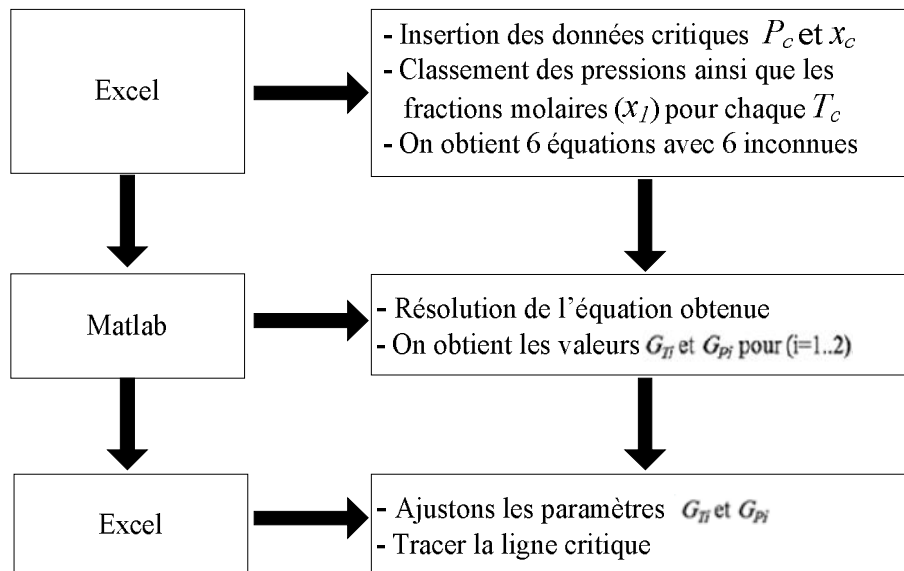 Excel
- Insertion des données critiques P_c et x_c
- Classement des pressions ainsi que les
fractions molaires (x_1) pour chaque T_c
- On obtient 6 équations avec 6 inconnues
Matlab
- Résolution de l’équation obtenue
- On obtient les valeurs G_Ti et G_Pi pour (i=1..2)
Excel
- Ajustons les paramètres G_Ti et G_Pi
- Tracer la ligne critique